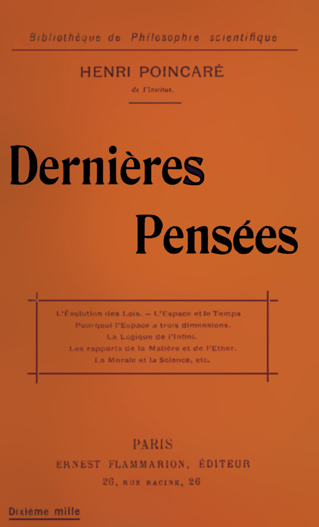 Bibliothèque de Philosophie scientifique
HENRI POINCARÉ
de l'Institut.
Dernières
Pensées
L'Évolution des Lois. — L'Espace et le Temps
Pourquoi l'Espace a trois dimensions.
La Logique de l'Infini.
Les rapports de la Matière et de l'Éther.
La Morale et la Science, etc.
PARIS
ERNEST FLAMMARION, ÉDITEUR
26, RUE RACINE, 26
Dixième mille